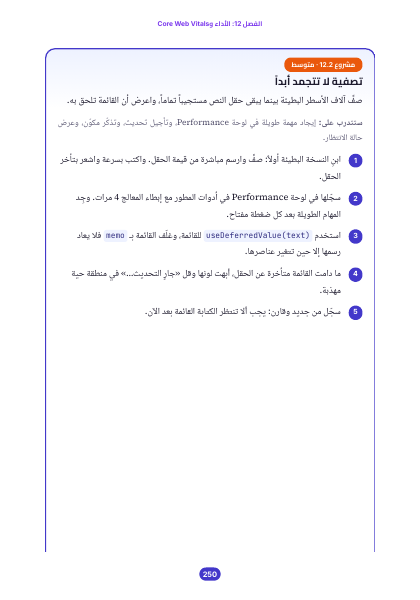 الفصل 12: الأداء وCore Web Vitals
مشروع 12.2 · متوسط
تصفية لا تتجمد أبداً
صفِّ آلاف الأسطر البطيئة بينما يبقى حقل النص مستجيباً تماماً، واعرض أن القائمة تلحق به.
ستتدرب على: إيجاد مهمة طويلة في لوحة Performance، وتأجيل تحديث، وتذكّر مكوّن، وعرض
حالة الانتظار.
1 ابنِ النسخة البطيئة أولاً: صفِّ وارسم مباشرة من قيمة الحقل. واكتب بسرعة واشعر بتأخر
الحقل.
2 سجّلها في لوحة Performance في أدوات المطور مع إبطاء المعالج 4 مرات. وجِد
المهام الطويلة بعد كل ضغطة مفتاح.
3 استخدم useDeferredValue(text) للقائمة، وغلّف القائمة بـ memo فلا يعاد
رسمها إلا حين تتغير عناصرها.
4 ما دامت القائمة متأخرة عن الحقل، أبهت لونها وقل «جارٍ التحديث…» في منطقة حية
مهذبة.
5 سجّل من جديد وقارن: يجب ألا تنتظر الكتابة القائمة بعد الآن.
250